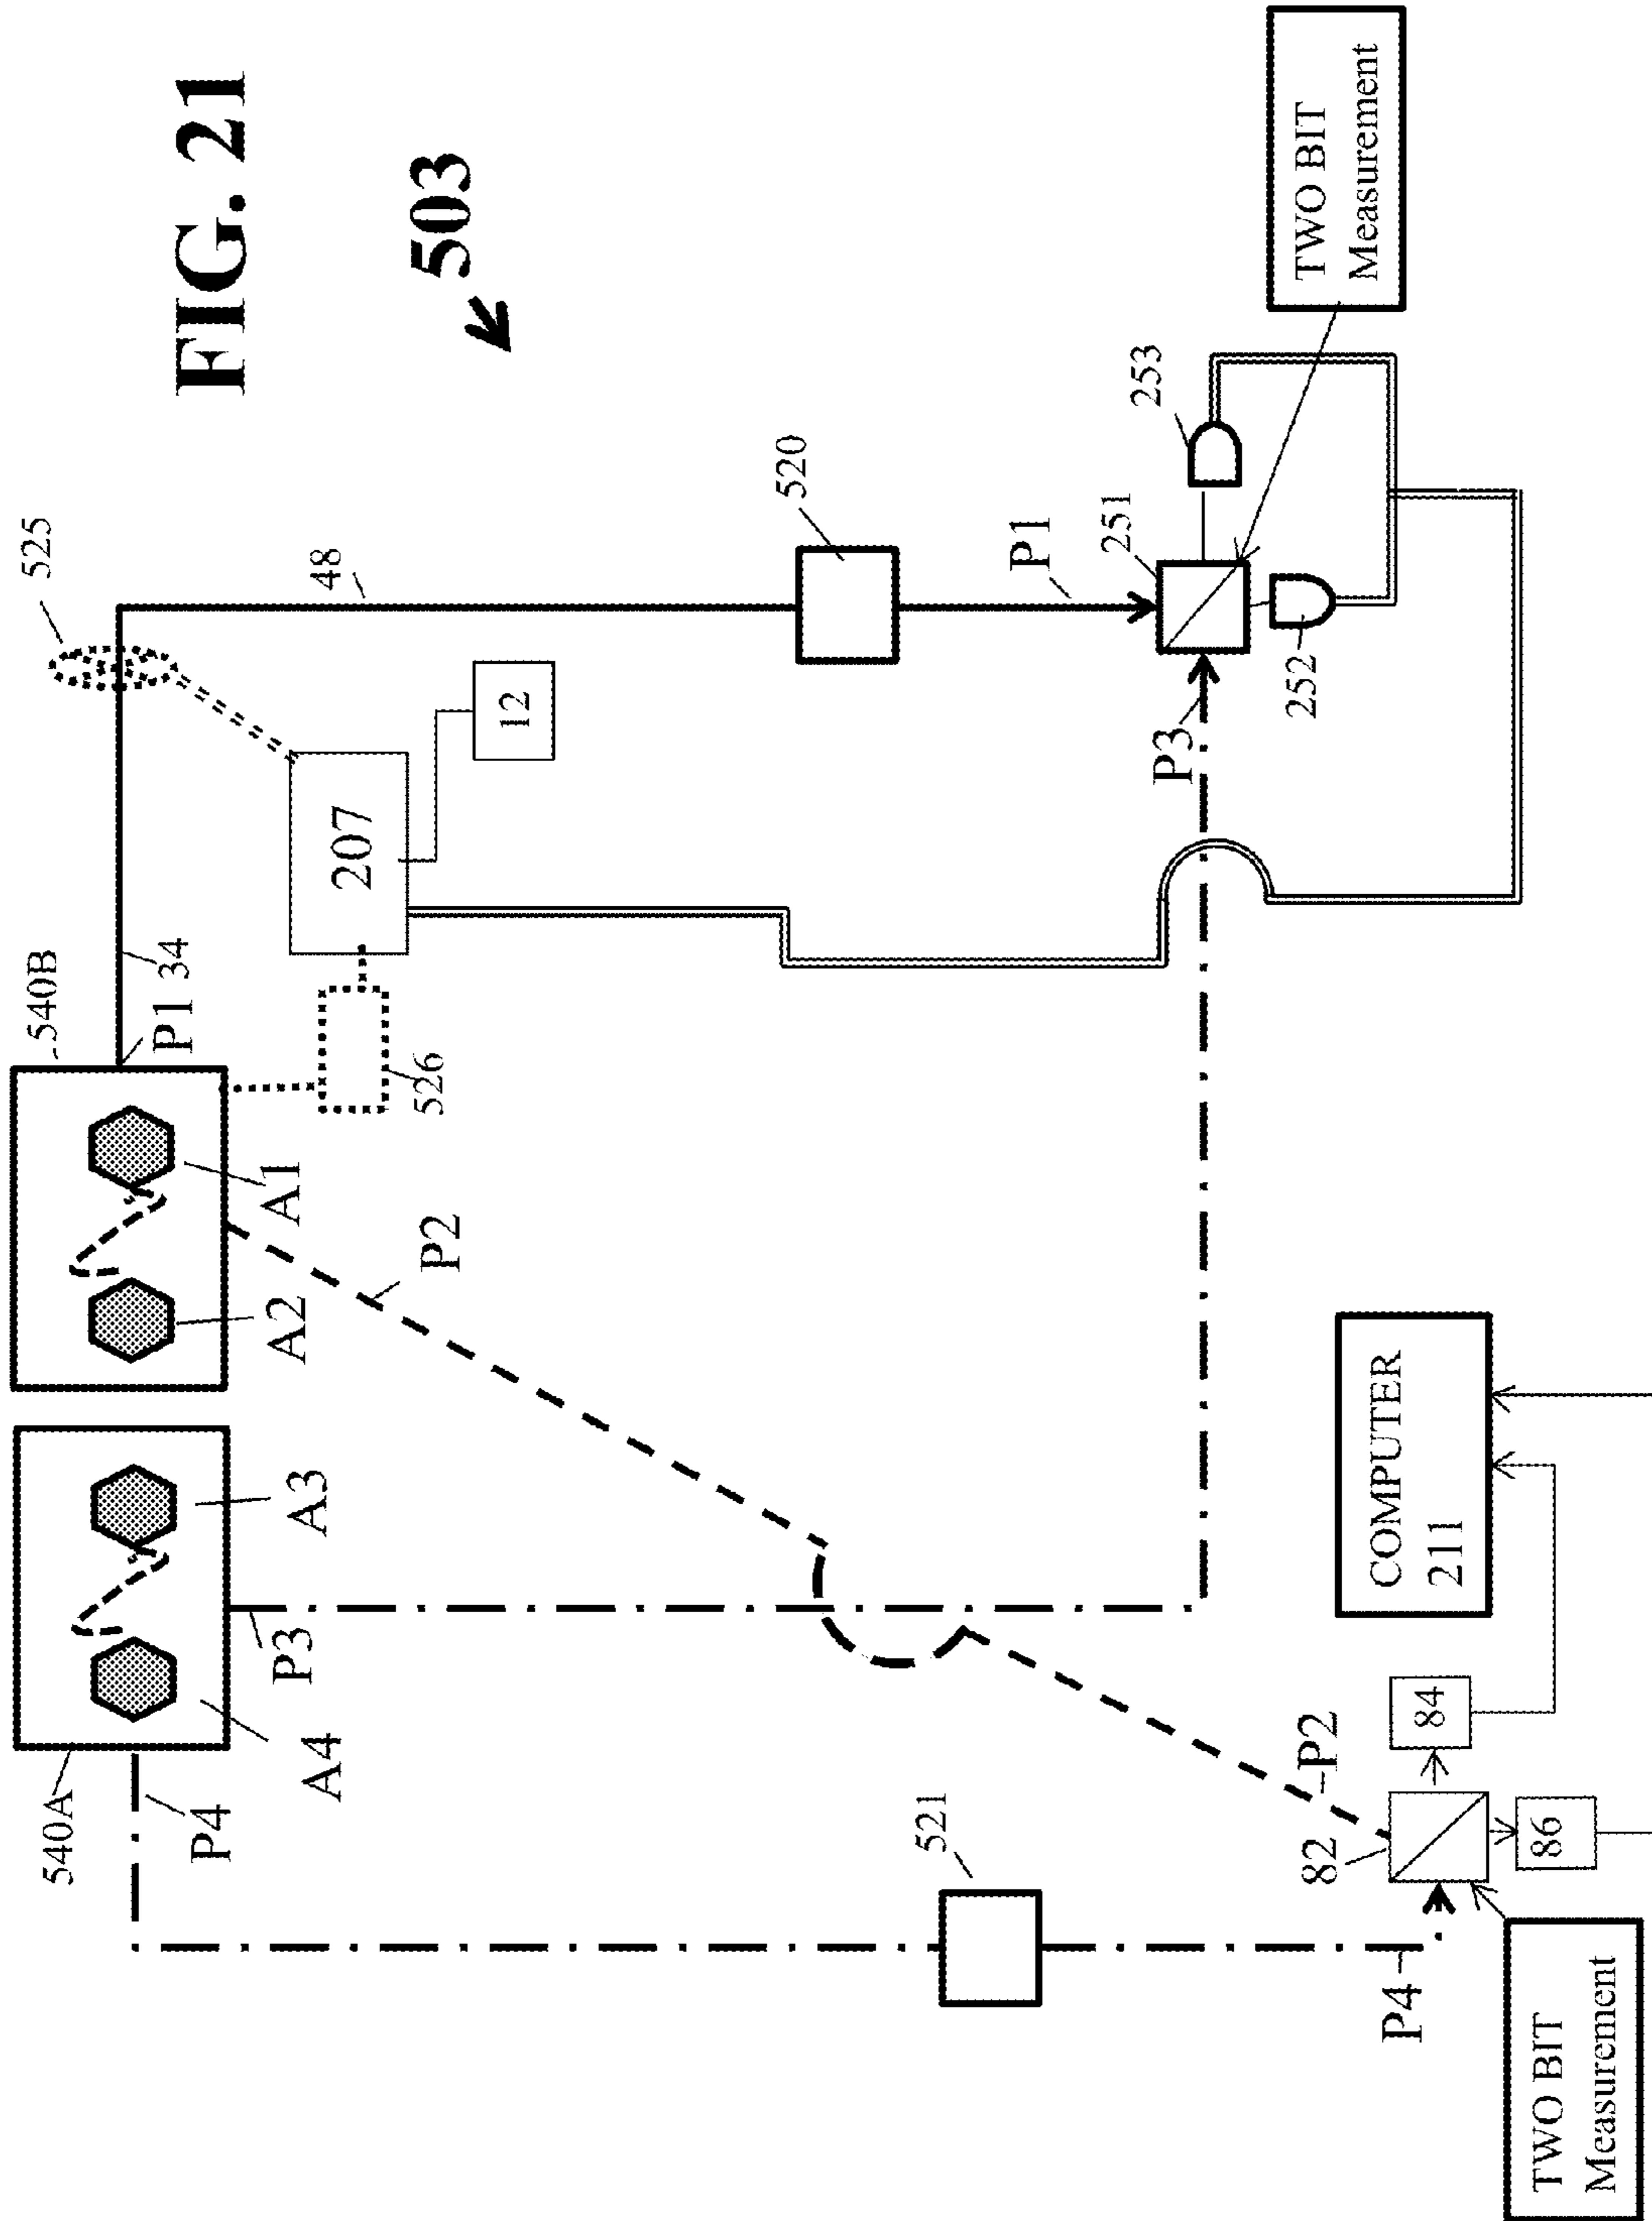 FIG. 21
503
540A
540B
A4
A3
A2
A1
P4
P3
P2
P1
34
525
48
207
12
526
520
521
P1
P3
251
253
252
TWO BIT
Measurement
P4
82
P2
84
86
COMPUTER
211
TWO BIT
Measurement